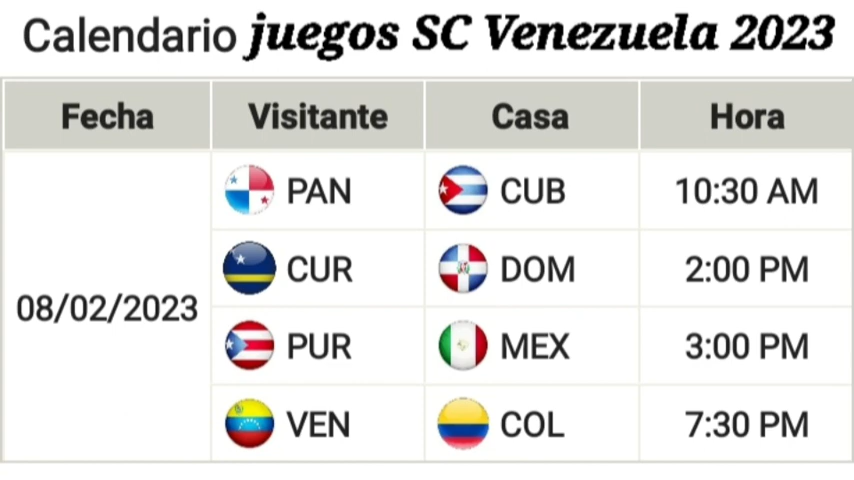 Calendario juegos SC Venezuela 2023
Fecha Visitante Casa Hora
PAN CUB 10:30 AM
CUR DOM 2:00 PM
08/02/2023
PUR MEX 3:00 PM
VEN COL 7:30 PM